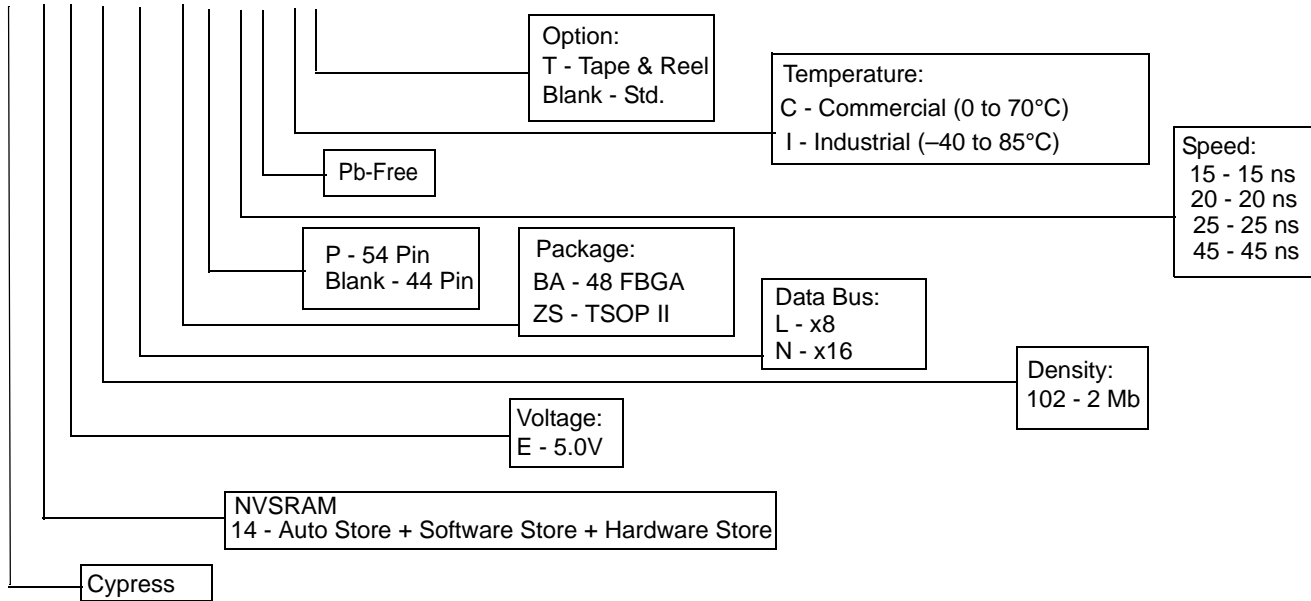 Option:
T - Tape & Reel
Blank - Std.
Temperature:
C - Commercial (0 to 70°C)
I - Industrial (–40 to 85°C)
Speed:
15 - 15 ns
20 - 20 ns
25 - 25 ns
45 - 45 ns
Pb-Free
P - 54 Pin
Blank - 44 Pin
Package:
BA - 48 FBGA
ZS - TSOP II
Data Bus:
L - x8
N - x16
Density:
102 - 2 Mb
Voltage:
E - 5.0V
NVSRAM
14 - Auto Store + Software Store + Hardware Store
Cypress